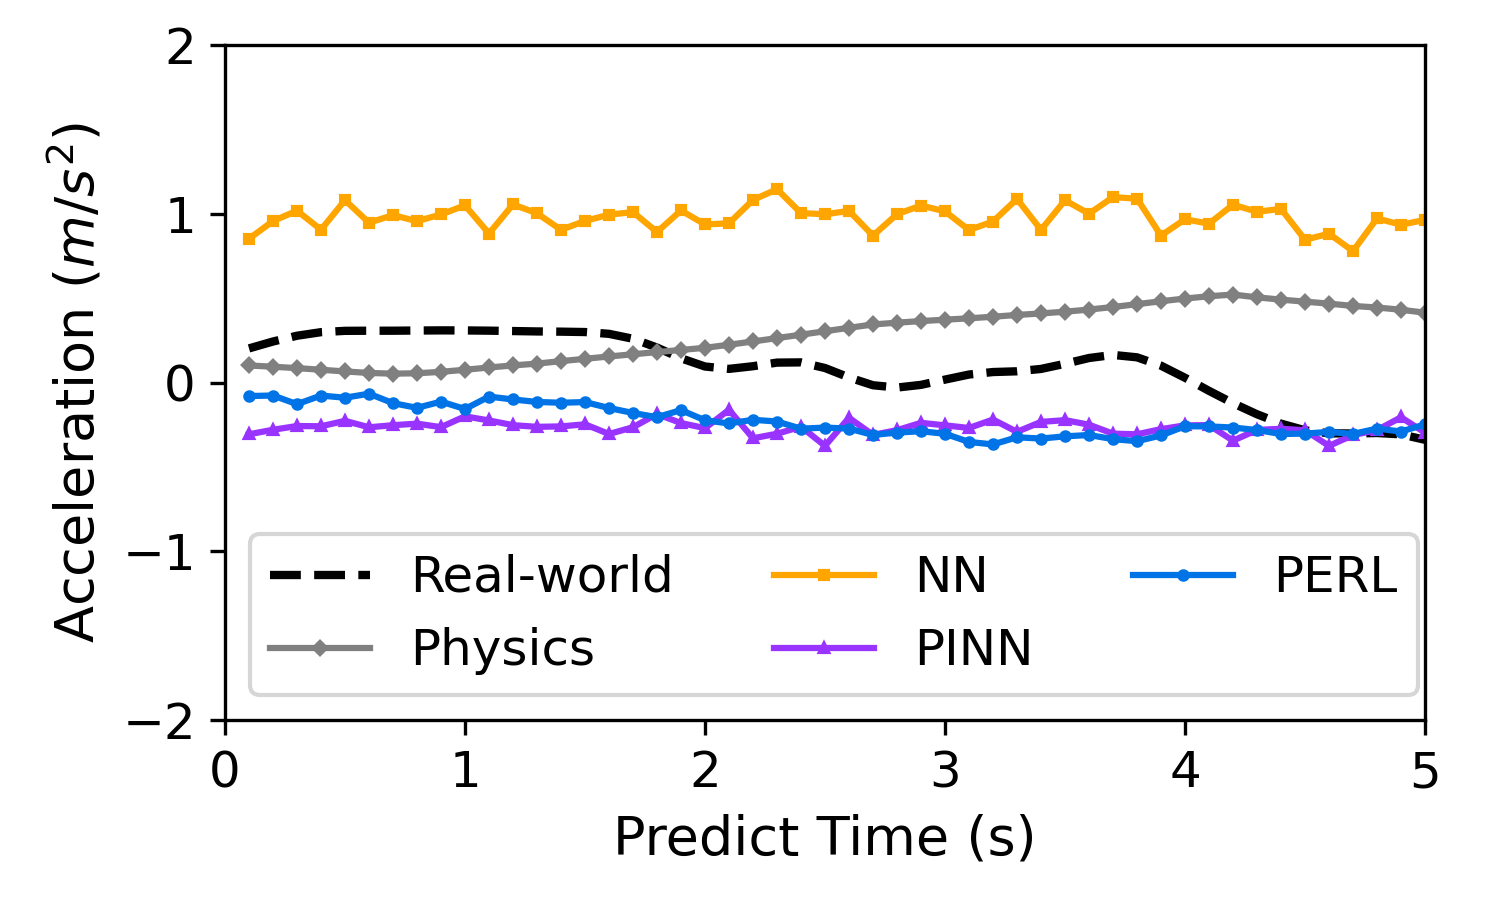 Acceleration (m/s²)
2
1
0
−1
−2
Real-world
Physics
NN
PINN
PERL
0 1 2 3 4 5
Predict Time (s)